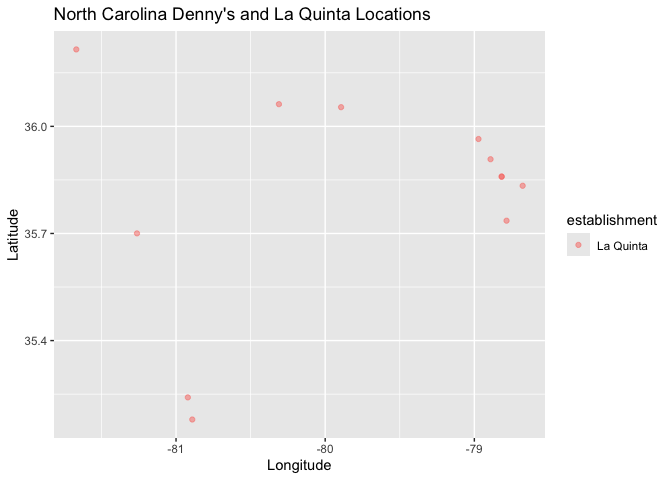 North Carolina Denny's and La Quinta Locations
36.0
35.7
35.4
Latitude
-81
-80
-79
Longitude
establishment
La Quinta